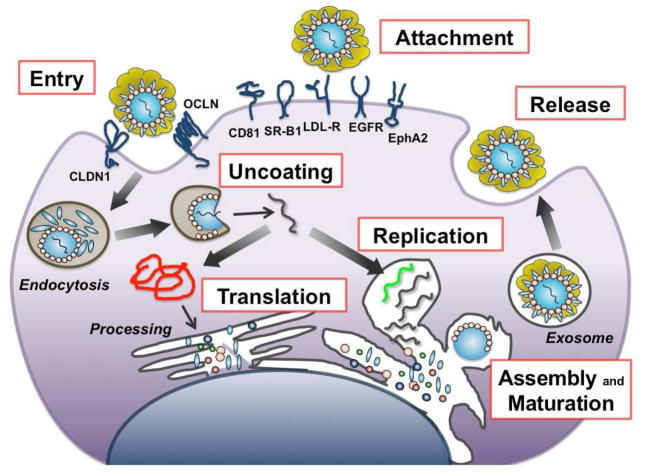 Attachment
Entry
OCLN
Release
CD81 SR-B1 LDL-R EGFR EphA2
CLDN1
Uncoating
Replication
Endocytosis
Translation
Processing
Exosome
Assembly and
Maturation